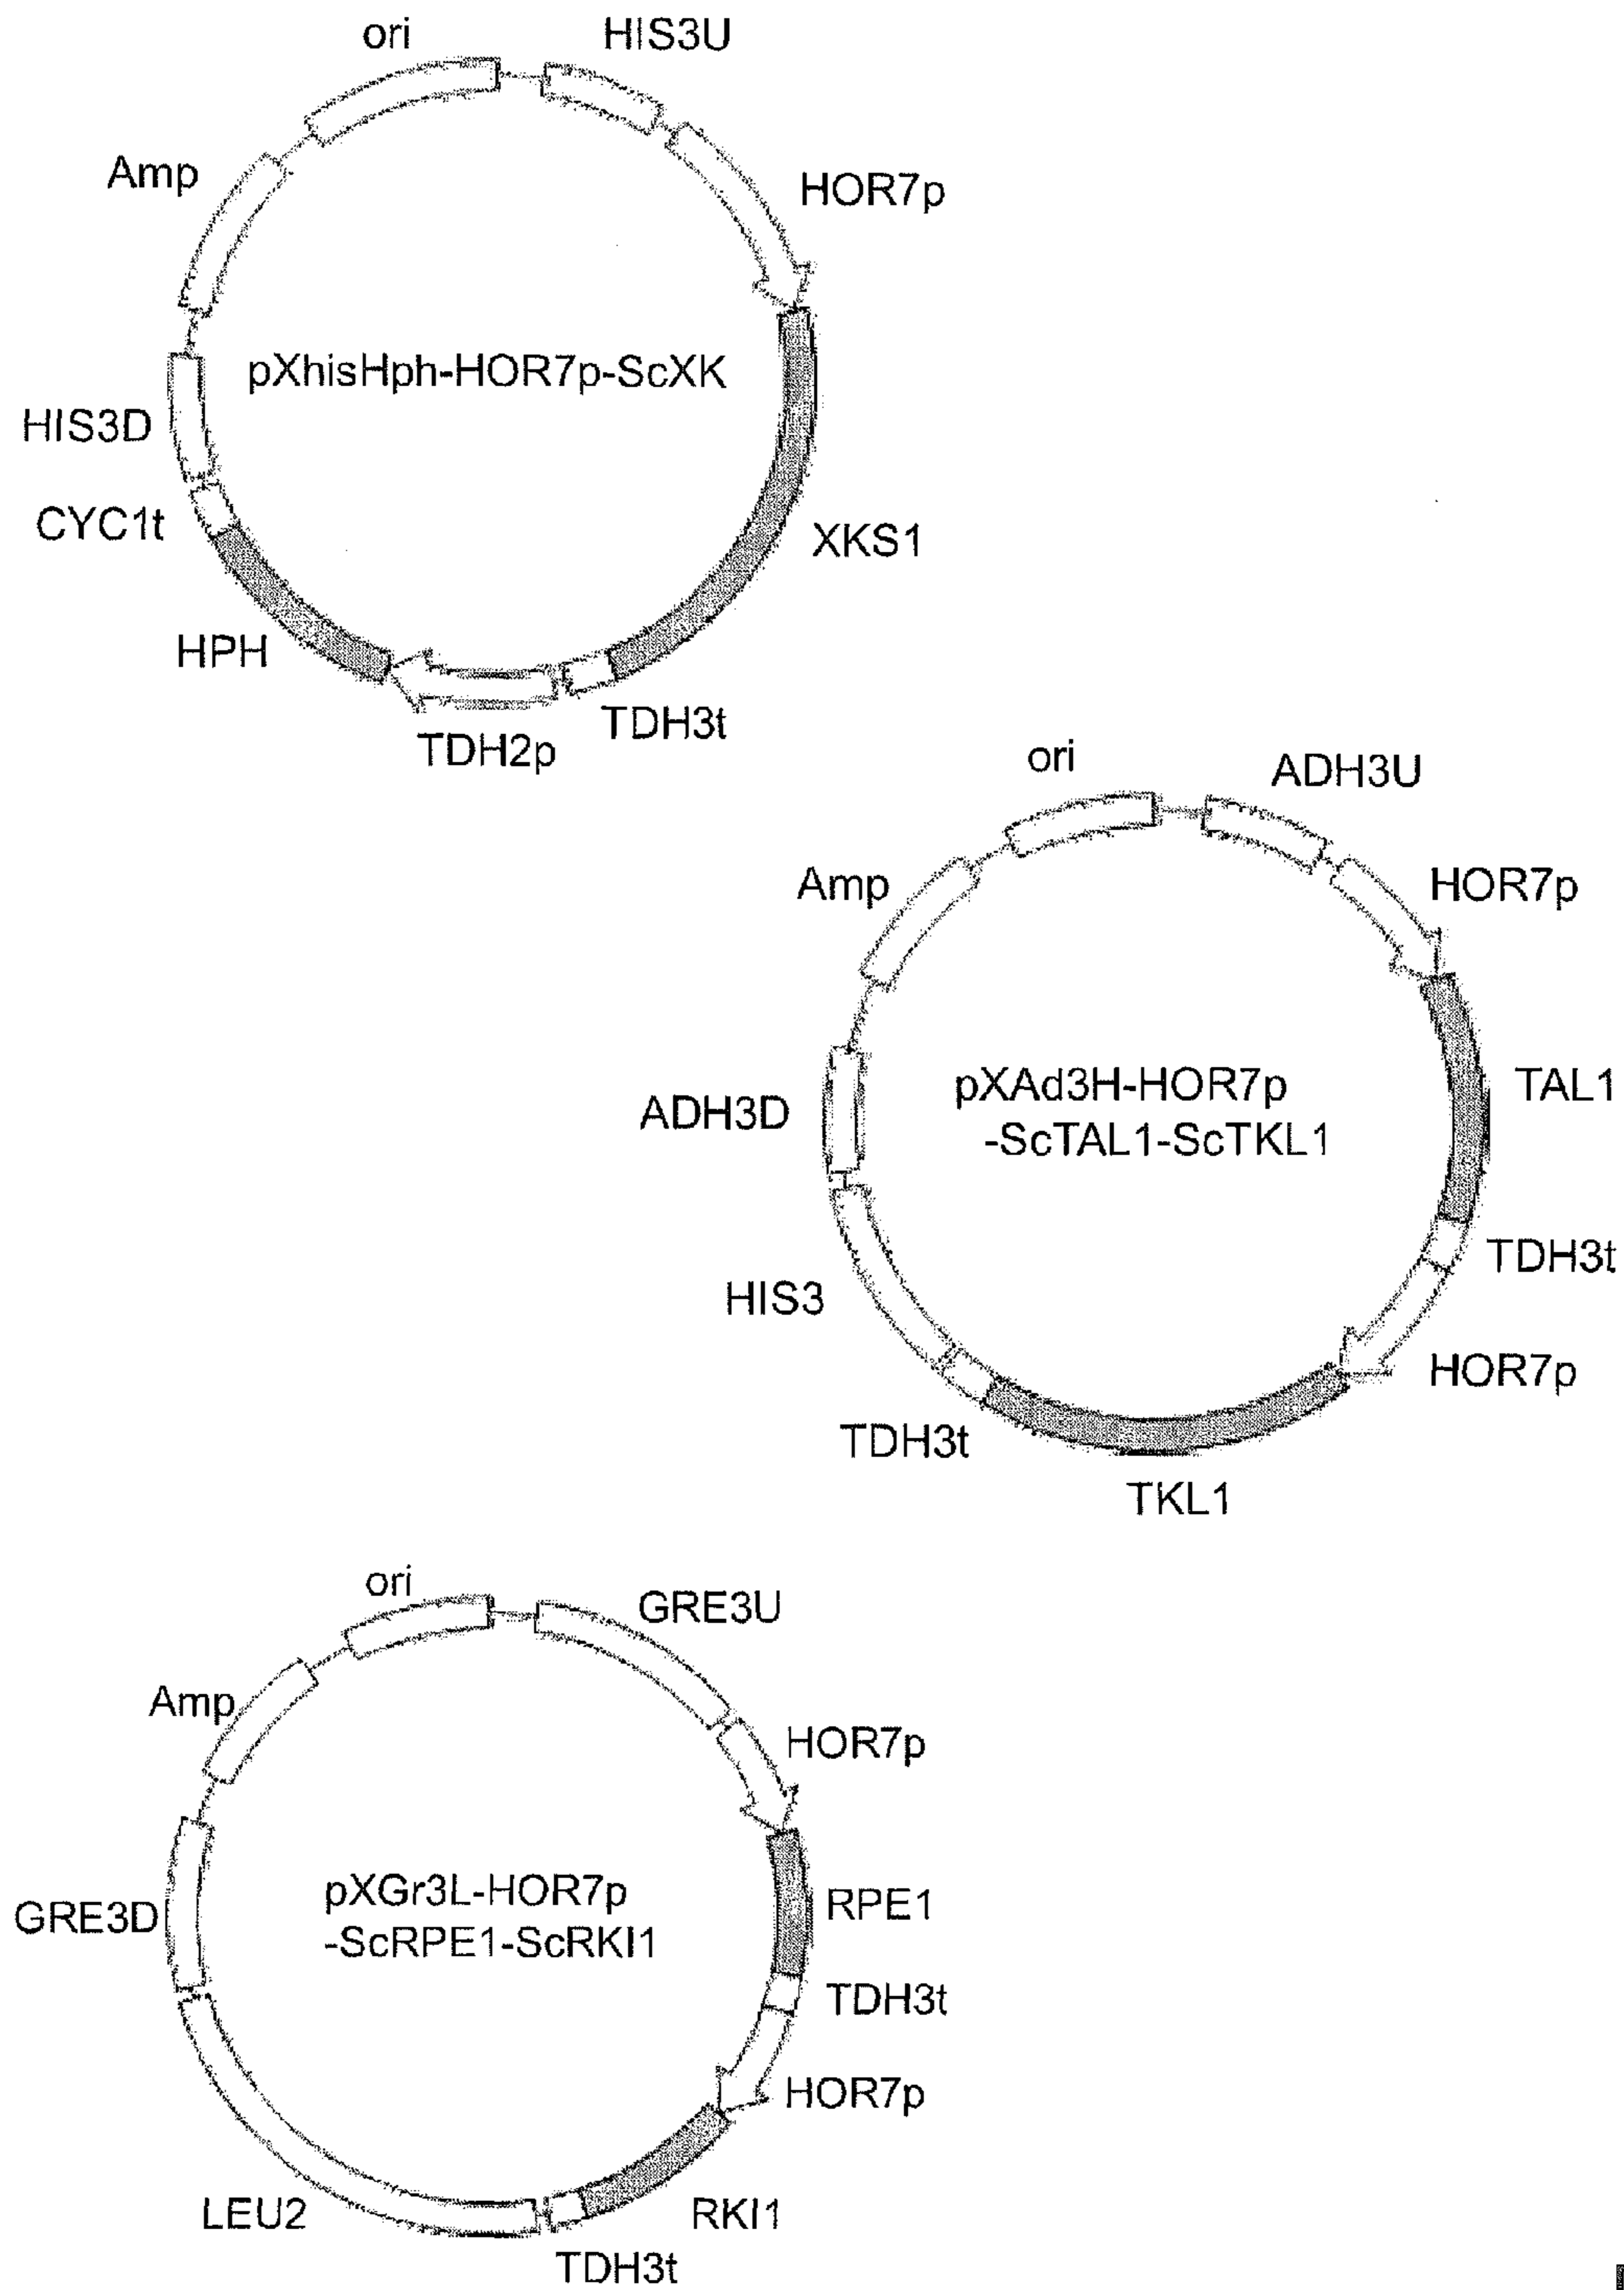 ori
HIS3U
Amp
HOR7p
pXhisHph-HOR7p-ScXK
HIS3D
CYC1t
XKS1
HPH
TDH3t
TDH2p
ori
ADH3U
Amp
HOR7p
pXAd3H-HOR7p
-ScTAL1-ScTKL1
TAL1
ADH3D
TDH3t
HIS3
HOR7p
TDH3t
TKL1
ori
GRE3U
Amp
HOR7p
pXGr3L-HOR7p
-ScRPE1-ScRKI1
RPE1
GRE3D
TDH3t
HOR7p
LEU2
RKI1
TDH3t